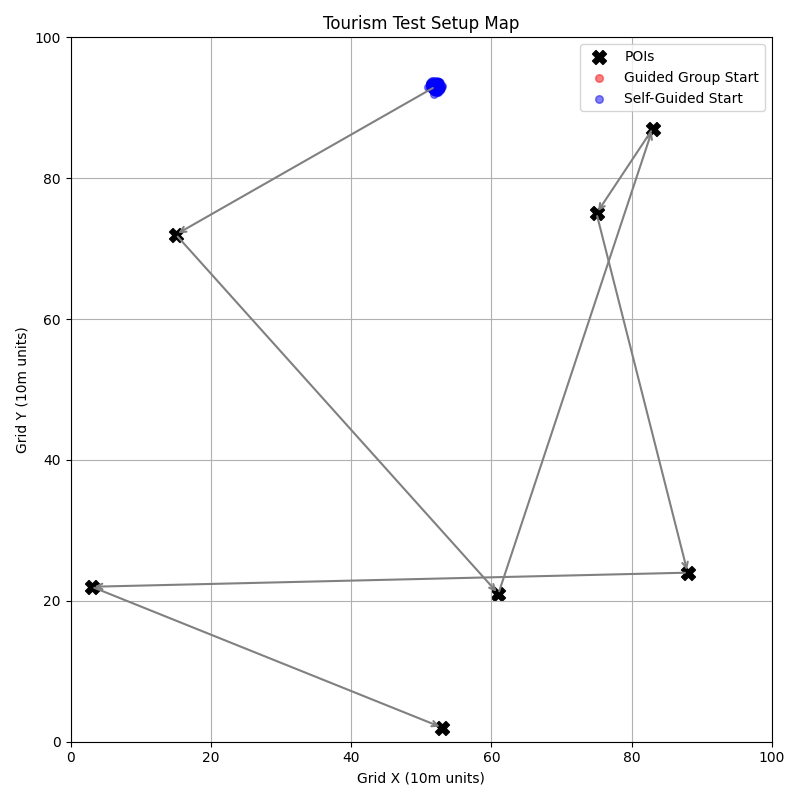 Tourism Test Setup Map
POIs
Guided Group Start
Self-Guided Start
100
80
60
40
20
0
Grid Y (10m units)
0 20 40 60 80 100
Grid X (10m units)